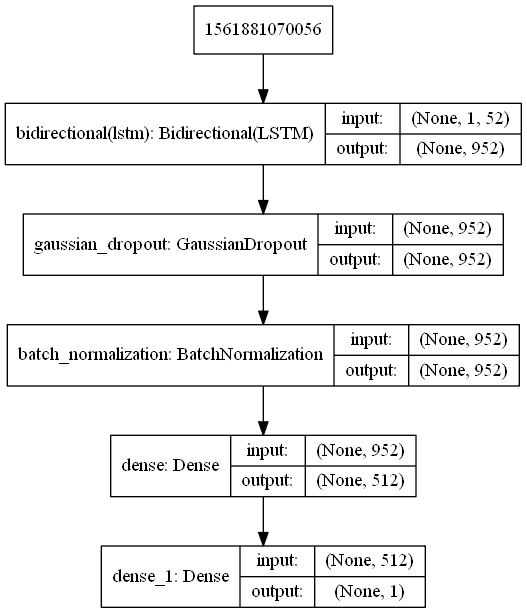 1561881070056
bidirectional(lstm): Bidirectional(LSTM)
input: (None, 1, 52)
output: (None, 952)
gaussian_dropout: GaussianDropout
input: (None, 952)
output: (None, 952)
batch_normalization: BatchNormalization
input: (None, 952)
output: (None, 952)
dense: Dense
input: (None, 952)
output: (None, 512)
dense_1: Dense
input: (None, 512)
output: (None, 1)